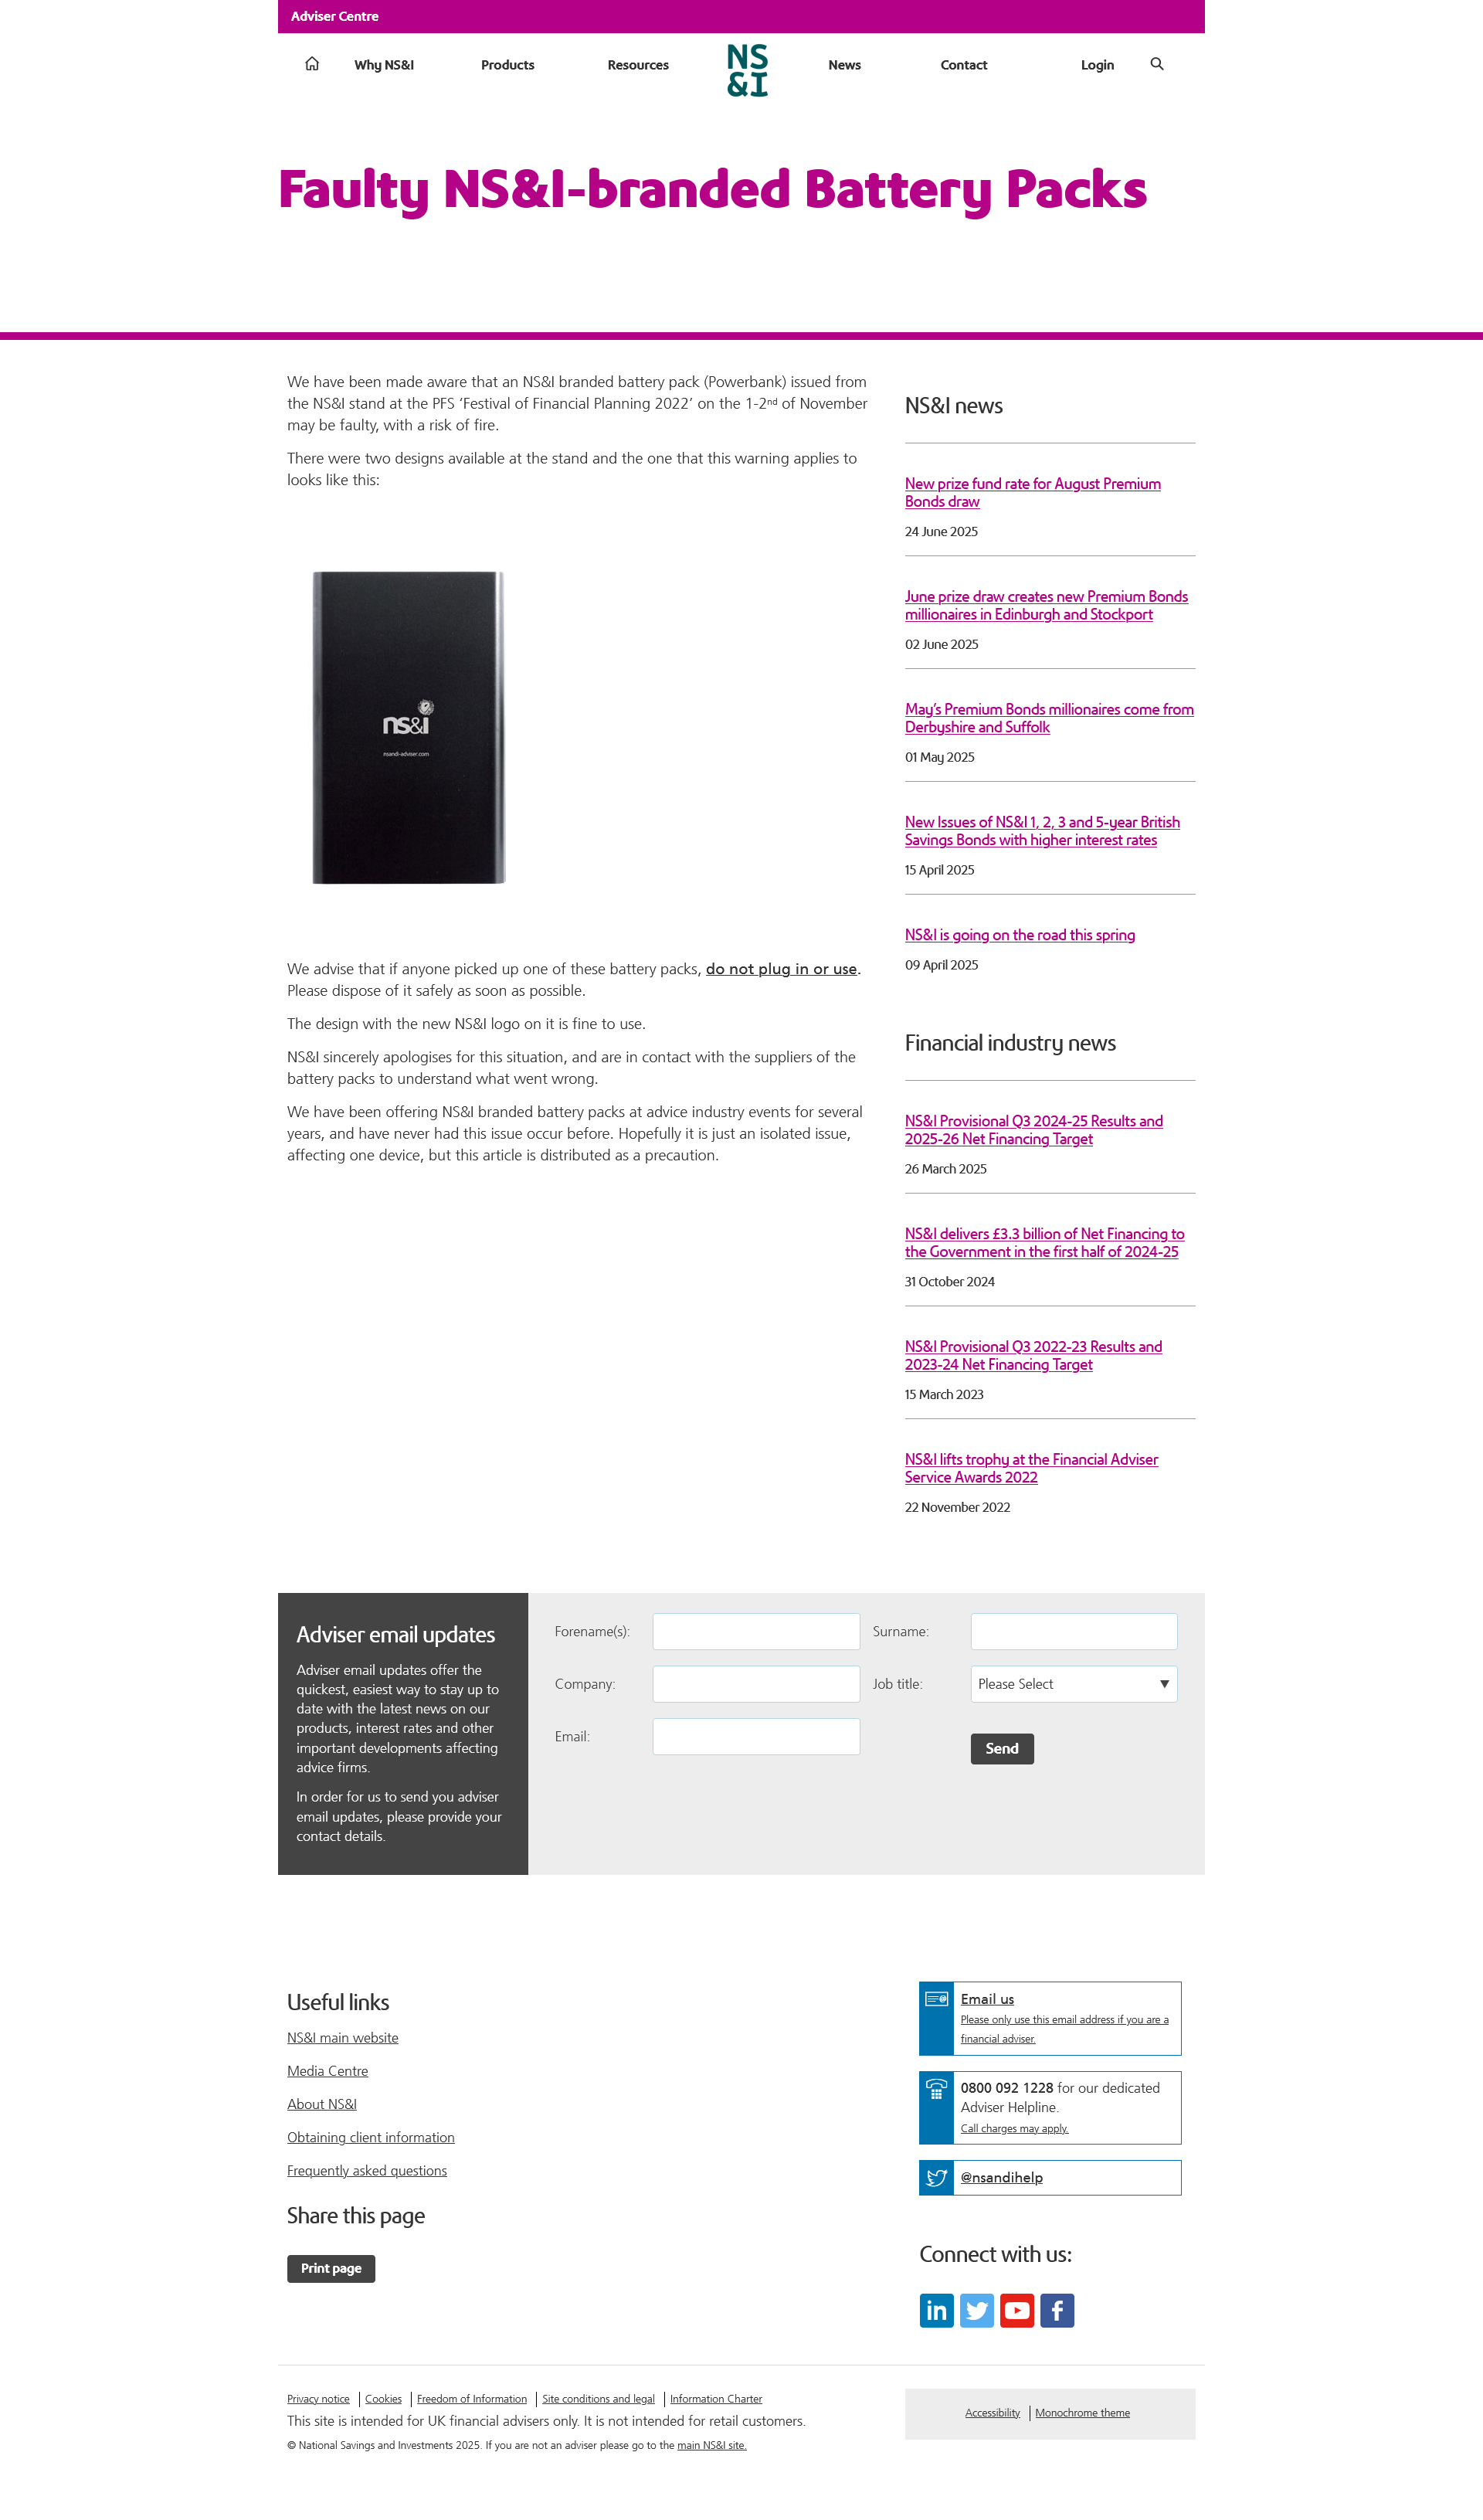 Adviser Centre
Why NS&I
Products
Resources
NS
&I
News
Contact
Login
Faulty NS&I-branded Battery Packs
We have been made aware that an NS&I branded battery pack (Powerbank) issued from
the NS&I stand at the PFS ‘Festival of Financial Planning 2022’ on the 1-2nd of November
may be faulty, with a risk of fire.
There were two designs available at the stand and the one that this warning applies to
looks like this:
ns&i
nsandi-adviser.com
We advise that if anyone picked up one of these battery packs, do not plug in or use.
Please dispose of it safely as soon as possible.
The design with the new NS&I logo on it is fine to use.
NS&I sincerely apologises for this situation, and are in contact with the suppliers of the
battery packs to understand what went wrong.
We have been offering NS&I branded battery packs at advice industry events for several
years, and have never had this issue occur before. Hopefully it is just an isolated issue,
affecting one device, but this article is distributed as a precaution.
NS&I news
New prize fund rate for August Premium
Bonds draw
24 June 2025
June prize draw creates new Premium Bonds
millionaires in Edinburgh and Stockport
02 June 2025
May’s Premium Bonds millionaires come from
Derbyshire and Suffolk
01 May 2025
New Issues of NS&I 1, 2, 3 and 5-year British
Savings Bonds with higher interest rates
15 April 2025
NS&I is going on the road this spring
09 April 2025
Financial industry news
NS&I Provisional Q3 2024-25 Results and
2025-26 Net Financing Target
26 March 2025
NS&I delivers £3.3 billion of Net Financing to
the Government in the first half of 2024-25
31 October 2024
NS&I Provisional Q3 2022-23 Results and
2023-24 Net Financing Target
15 March 2023
NS&I lifts trophy at the Financial Adviser
Service Awards 2022
22 November 2022
Adviser email updates
Adviser email updates offer the
quickest, easiest way to stay up to
date with the latest news on our
products, interest rates and other
important developments affecting
advice firms.
In order for us to send you adviser
email updates, please provide your
contact details.
Forename(s):
Surname:
Company:
Job title:
Please Select
Email:
Send
Useful links
NS&I main website
Media Centre
About NS&I
Obtaining client information
Frequently asked questions
Share this page
Print page
Email us
Please only use this email address if you are a
financial adviser.
0800 092 1228 for our dedicated
Adviser Helpline.
Call charges may apply.
@nsandihelp
Connect with us:
Privacy notice
Cookies
Freedom of Information
Site conditions and legal
Information Charter
This site is intended for UK financial advisers only. It is not intended for retail customers.
© National Savings and Investments 2025. If you are not an adviser please go to the main NS&I site.
Accessibility
Monochrome theme